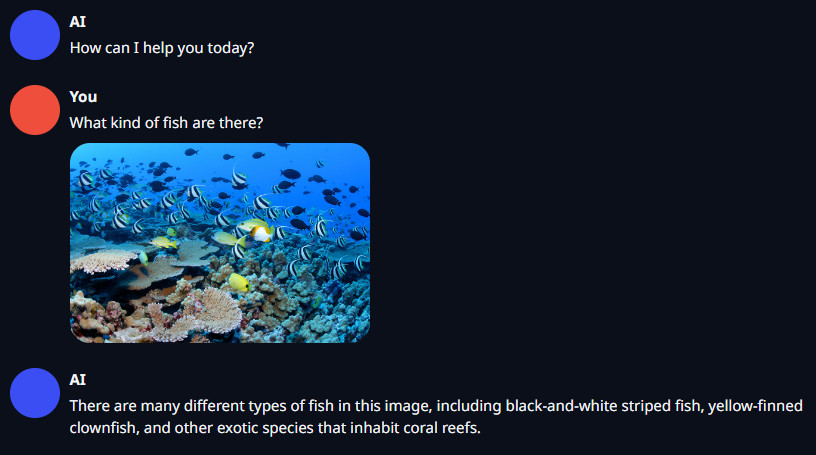 AI
How can I help you today?
You
What kind of fish are there?
AI
There are many different types of fish in this image, including black-and-white striped fish, yellow-finned
clownfish, and other exotic species that inhabit coral reefs.